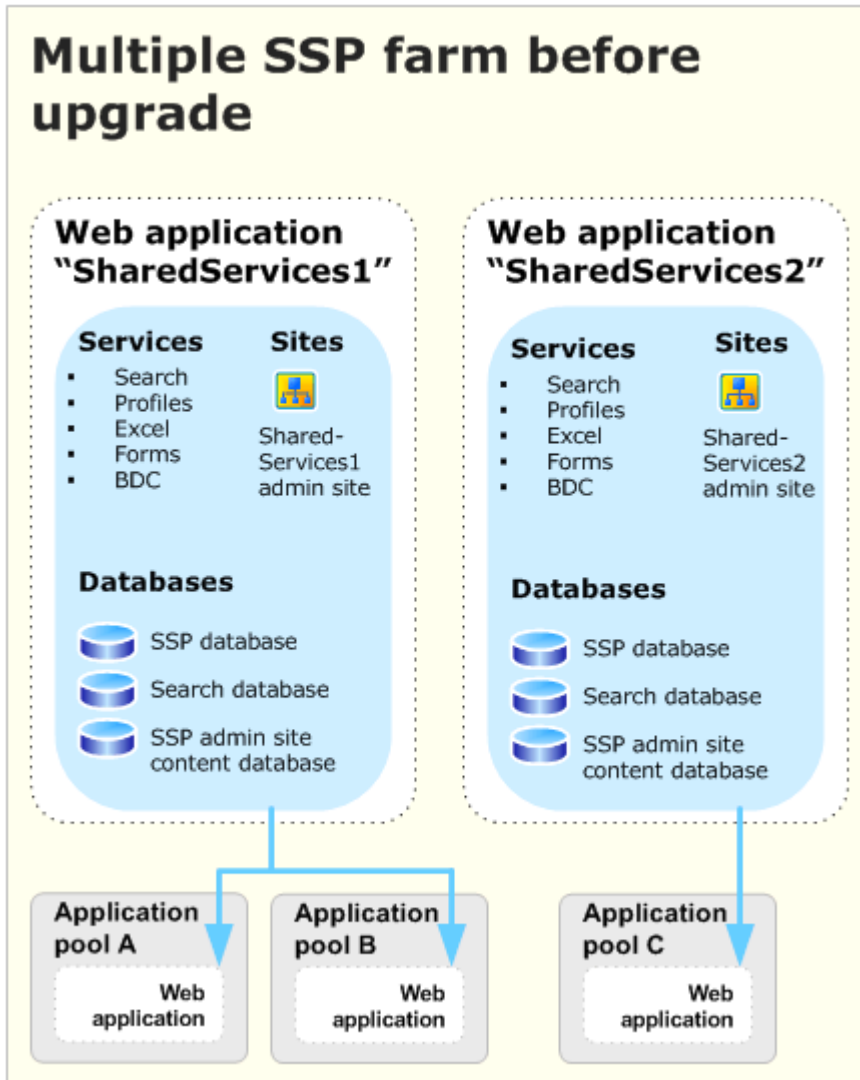 Multiple SSP farm before
upgrade
Web application
“SharedServices1”
Services
▪ Search
▪ Profiles
▪ Excel
▪ Forms
▪ BDC
Sites
Shared-
Services1
admin site
Databases
SSP database
Search database
SSP admin site
content database
Web application
“SharedServices2”
Services
▪ Search
▪ Profiles
▪ Excel
▪ Forms
▪ BDC
Sites
Shared-
Services2
admin site
Databases
SSP database
Search database
SSP admin site
content database
Application
pool A
Web
application
Application
pool B
Web
application
Application
pool C
Web
application